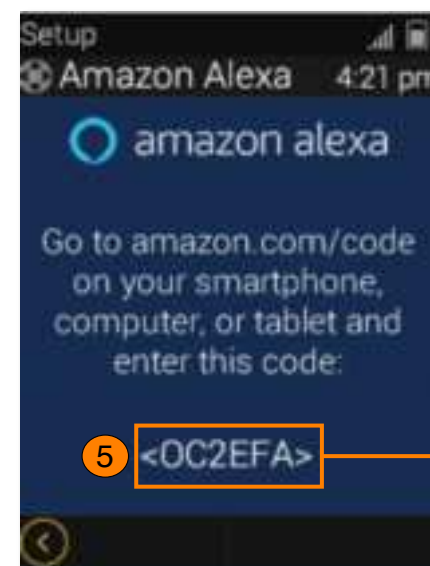 Setup
Amazon Alexa 4:21 pm
amazon alexa
Go to amazon.com/code
on your smartphone,
computer, or tablet and
enter this code:
5 <OC2EFA>